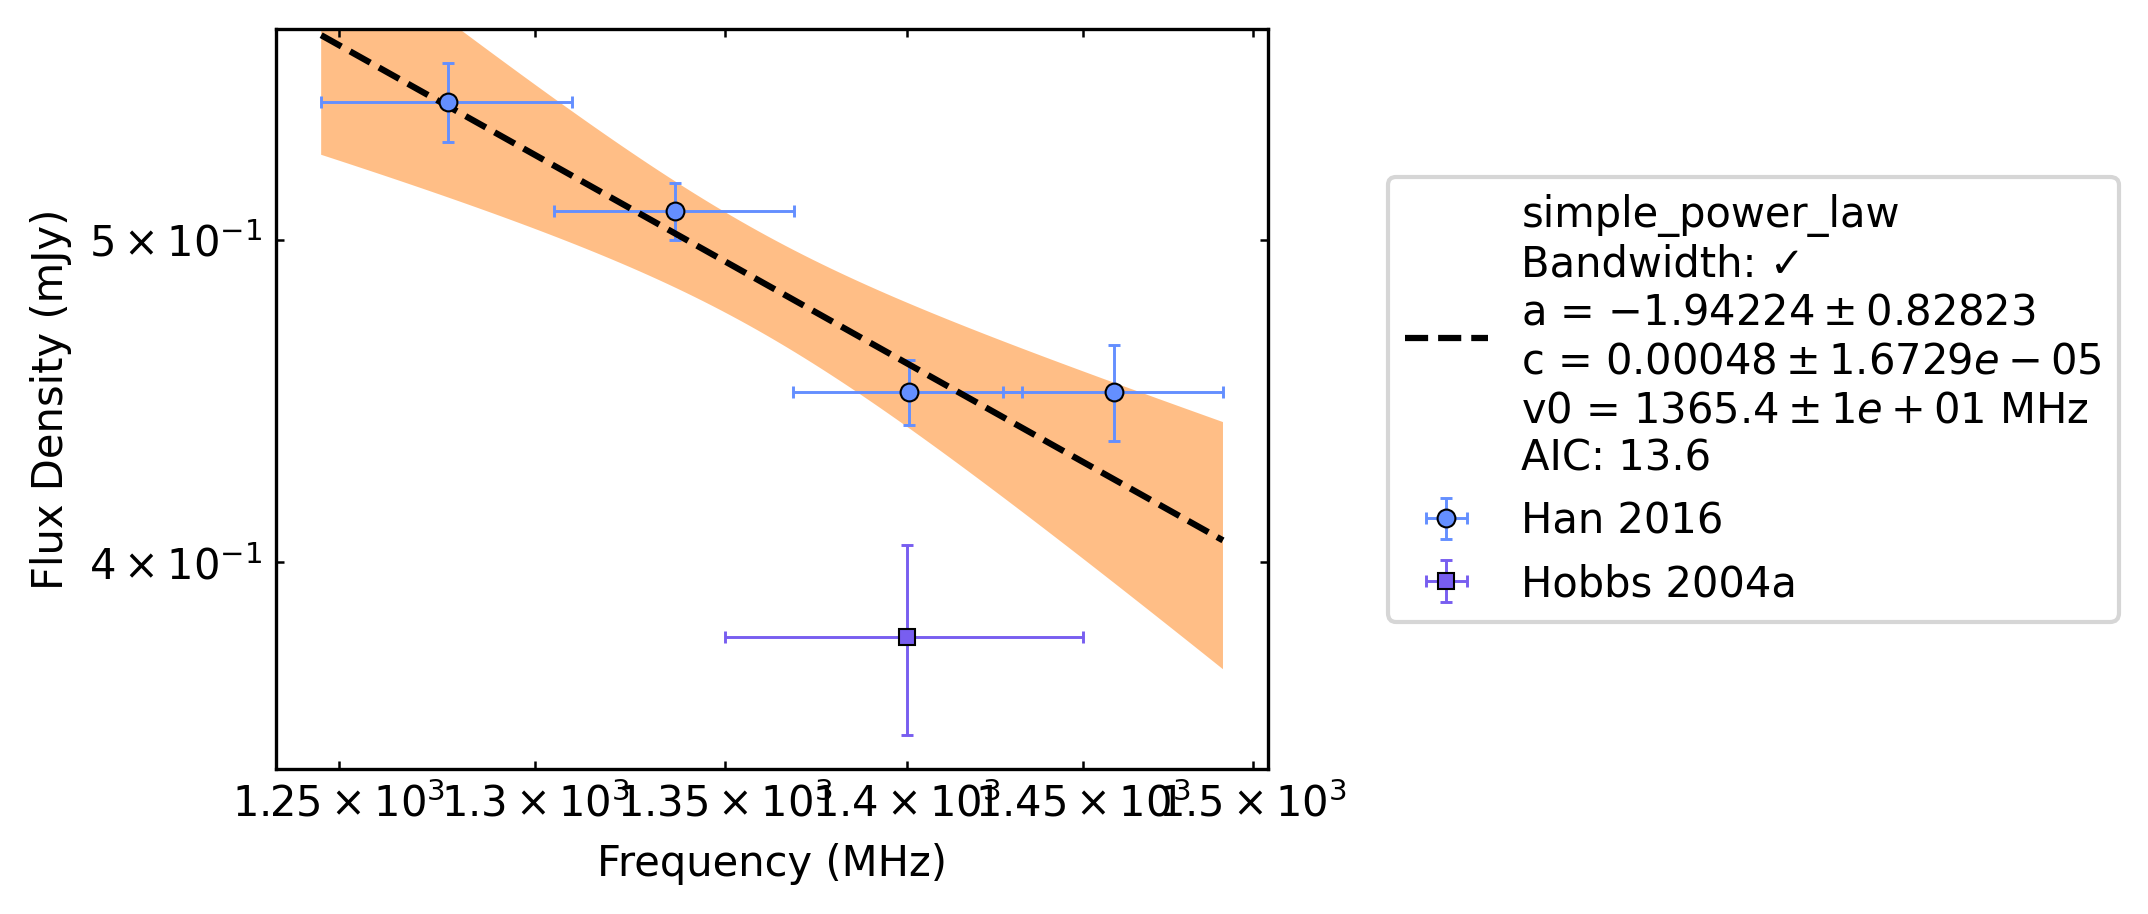 Flux Density (mJy)
5 × 10⁻¹
4 × 10⁻¹
1.25 × 10³ 1.3 × 10³ 1.35 × 10³ 1.4 × 10³ 1.45 × 10³ 1.5 × 10³
Frequency (MHz)
simple_power_law
Bandwidth: ✓
a = −1.94224 ± 0.82823
c = 0.00048 ± 1.6729e − 05
v0 = 1365.4 ± 1e + 01 MHz
AIC: 13.6
Han 2016
Hobbs 2004a